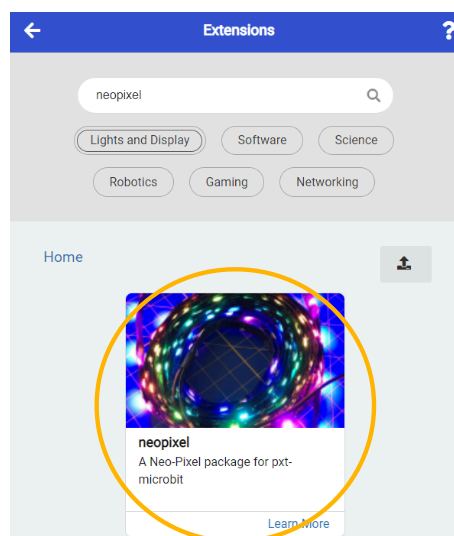 Extensions ?
neopixel
Lights and Display Software Science
Robotics Gaming Networking
Home
neopixel
A Neo-Pixel package for pxt-
microbit
Learn More